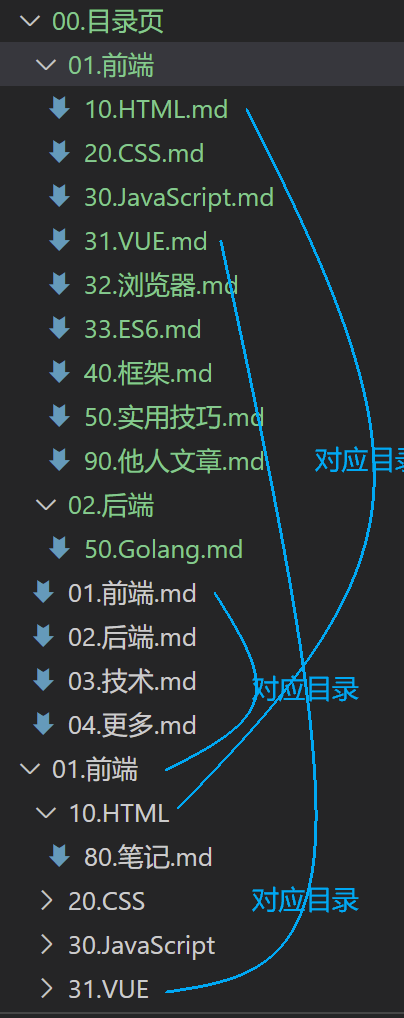 00.目录页
01.前端
10.HTML.md
20.CSS.md
30.JavaScript.md
31.VUE.md
32.浏览器.md
33.ES6.md
40.框架.md
50.实用技巧.md
90.他人文章.md
对应目录
02.后端
50.Golang.md
01.前端.md
02.后端.md
03.技术.md
对应目录
04.更多.md
01.前端
10.HTML
80.笔记.md
20.CSS
对应目录
30.JavaScript
31.VUE